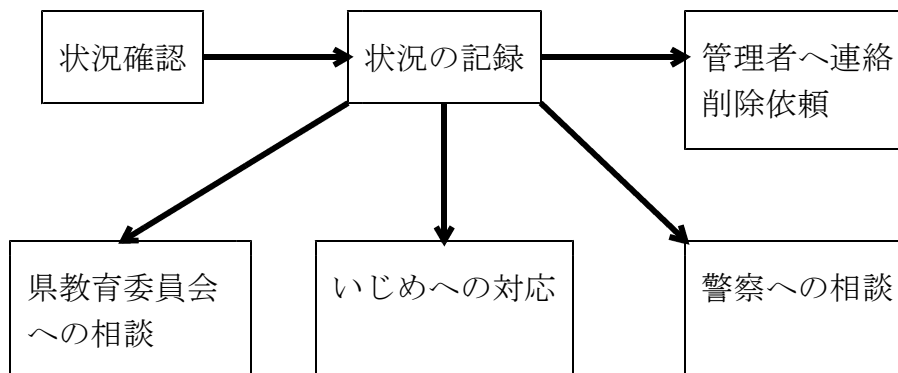 状況確認
状況の記録
管理者へ連絡
削除依頼
県教育委員会
への相談
いじめへの対応
警察への相談